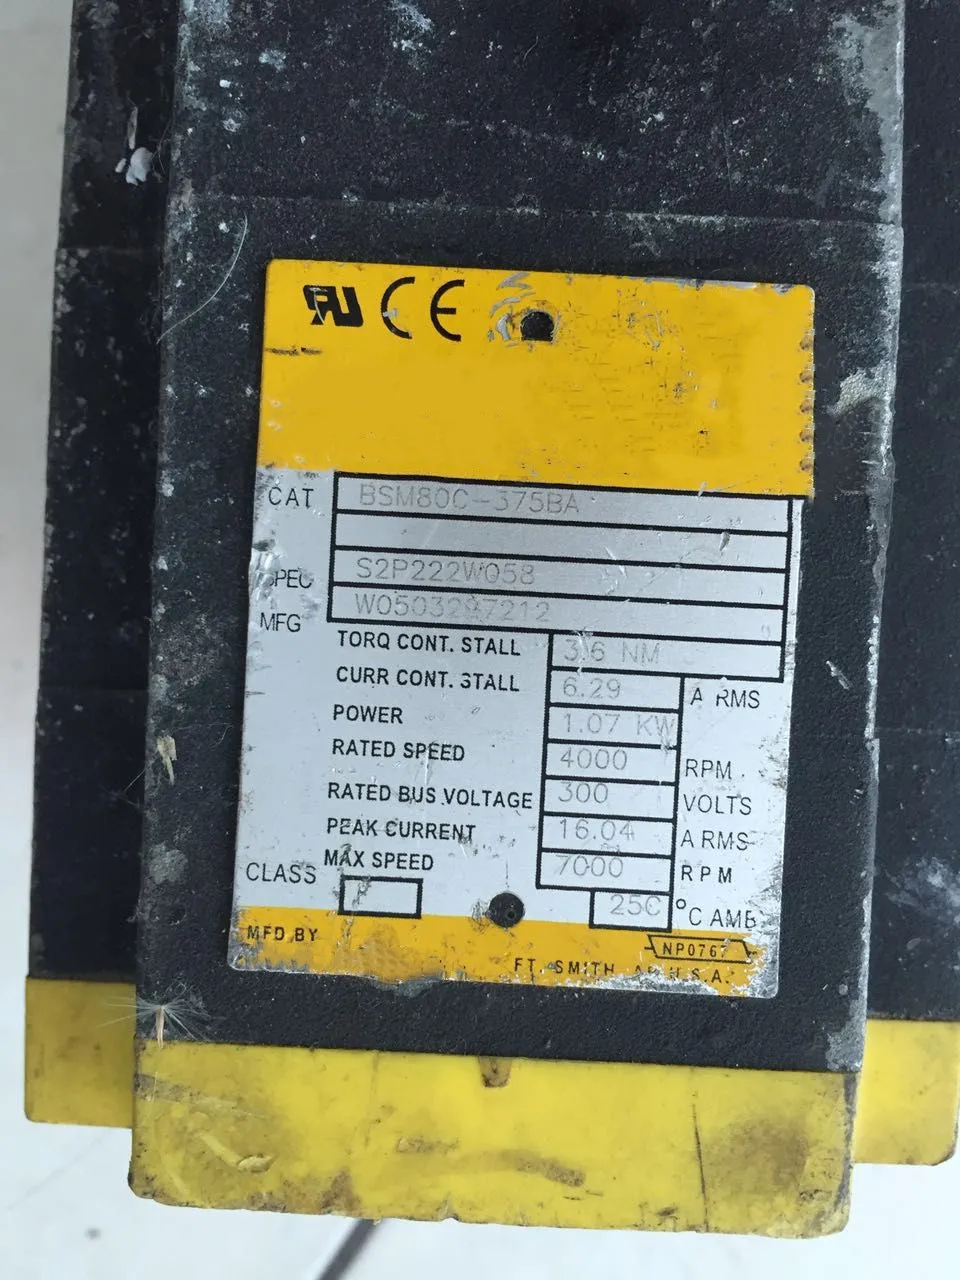 CE
CAT BSM80C-375BA
SPEC S2P222W058
MFG W0503297212
TORQ CONT. STALL 3.6 NM
CURR CONT. STALL 6.29 A RMS
POWER 1.07 KW
RATED SPEED 4000 RPM
RATED BUS VOLTAGE 300 VOLTS
PEAK CURRENT 16.04 A RMS
MAX SPEED 7000 RPM
CLASS F 25C °C AMB
MFD BY NP0767
FT. SMITH, AR U.S.A.